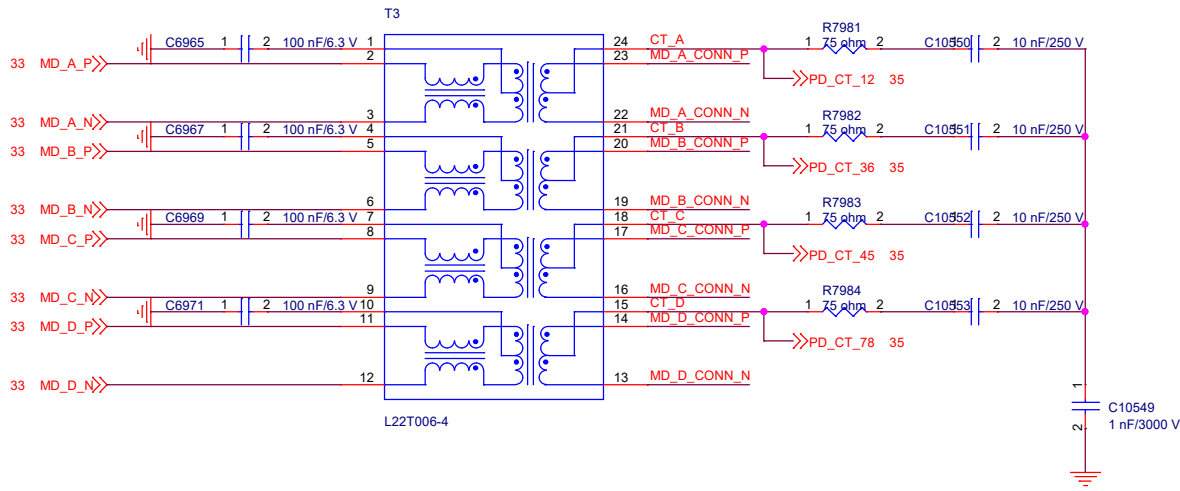 T3
C6965 1 2 100 nF/6.3 V 1 24 CT_A 1 R7981 75 ohm 2 C10550 1 2 10 nF/250 V
33 MD_A_P 2 23 MD_A_CONN_P
PD_CT_12 35
33 MD_A_N 3 22 MD_A_CONN_N
C6967 1 2 100 nF/6.3 V 4 21 CT_B 1 R7982 75 ohm 2 C10551 1 2 10 nF/250 V
33 MD_B_P 5 20 MD_B_CONN_P
PD_CT_36 35
33 MD_B_N 6 19 MD_B_CONN_N
C6969 1 2 100 nF/6.3 V 7 18 CT_C 1 R7983 75 ohm 2 C10552 1 2 10 nF/250 V
33 MD_C_P 8 17 MD_C_CONN_P
PD_CT_45 35
33 MD_C_N 9 16 MD_C_CONN_N
C6971 1 2 100 nF/6.3 V 10 15 CT_D 1 R7984 75 ohm 2 C10553 1 2 10 nF/250 V
33 MD_D_P 11 14 MD_D_CONN_P
PD_CT_78 35
33 MD_D_N 12 13 MD_D_CONN_N
L22T006-4
1
C10549
1 nF/3000 V
2